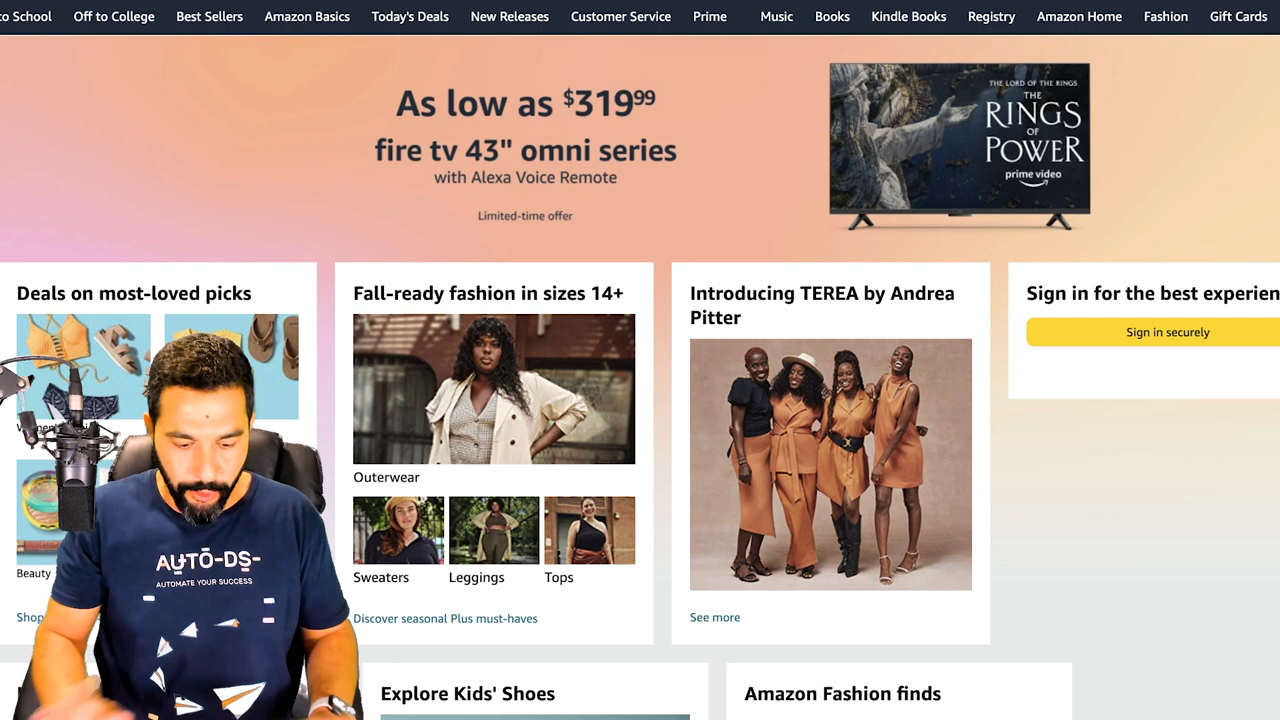 to School Off to College Best Sellers Amazon Basics Today's Deals New Releases Customer Service Prime Music Books Kindle Books Registry Amazon Home Fashion Gift Cards
As low as $319.99
fire tv 43" omni series
with Alexa Voice Remote
Limited-time offer
THE LORD OF THE RINGS
THE
RINGS
OF
POWER
prime video
Deals on most-loved picks
Beauty
Shop
AUTO-DS-
AUTOMATE YOUR SUCCESS
Fall-ready fashion in sizes 14+
Outerwear
Sweaters Leggings Tops
Discover seasonal Plus must-haves
Introducing TEREA by Andrea
Pitter
See more
Sign in for the best experien
Sign in securely
Explore Kids' Shoes
Amazon Fashion finds